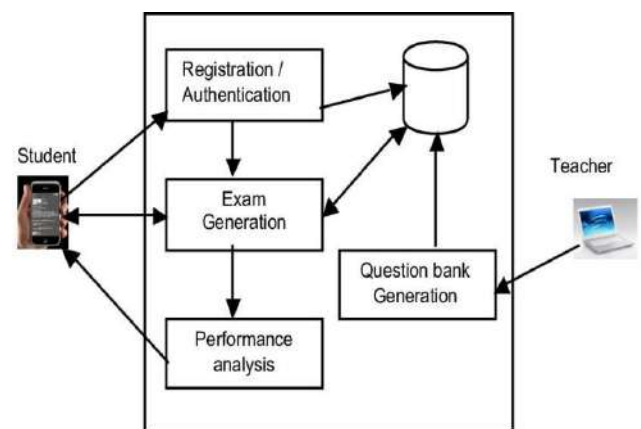 Registration /
Authentication
Student
Exam
Generation
Teacher
Question bank
Generation
Performance
analysis